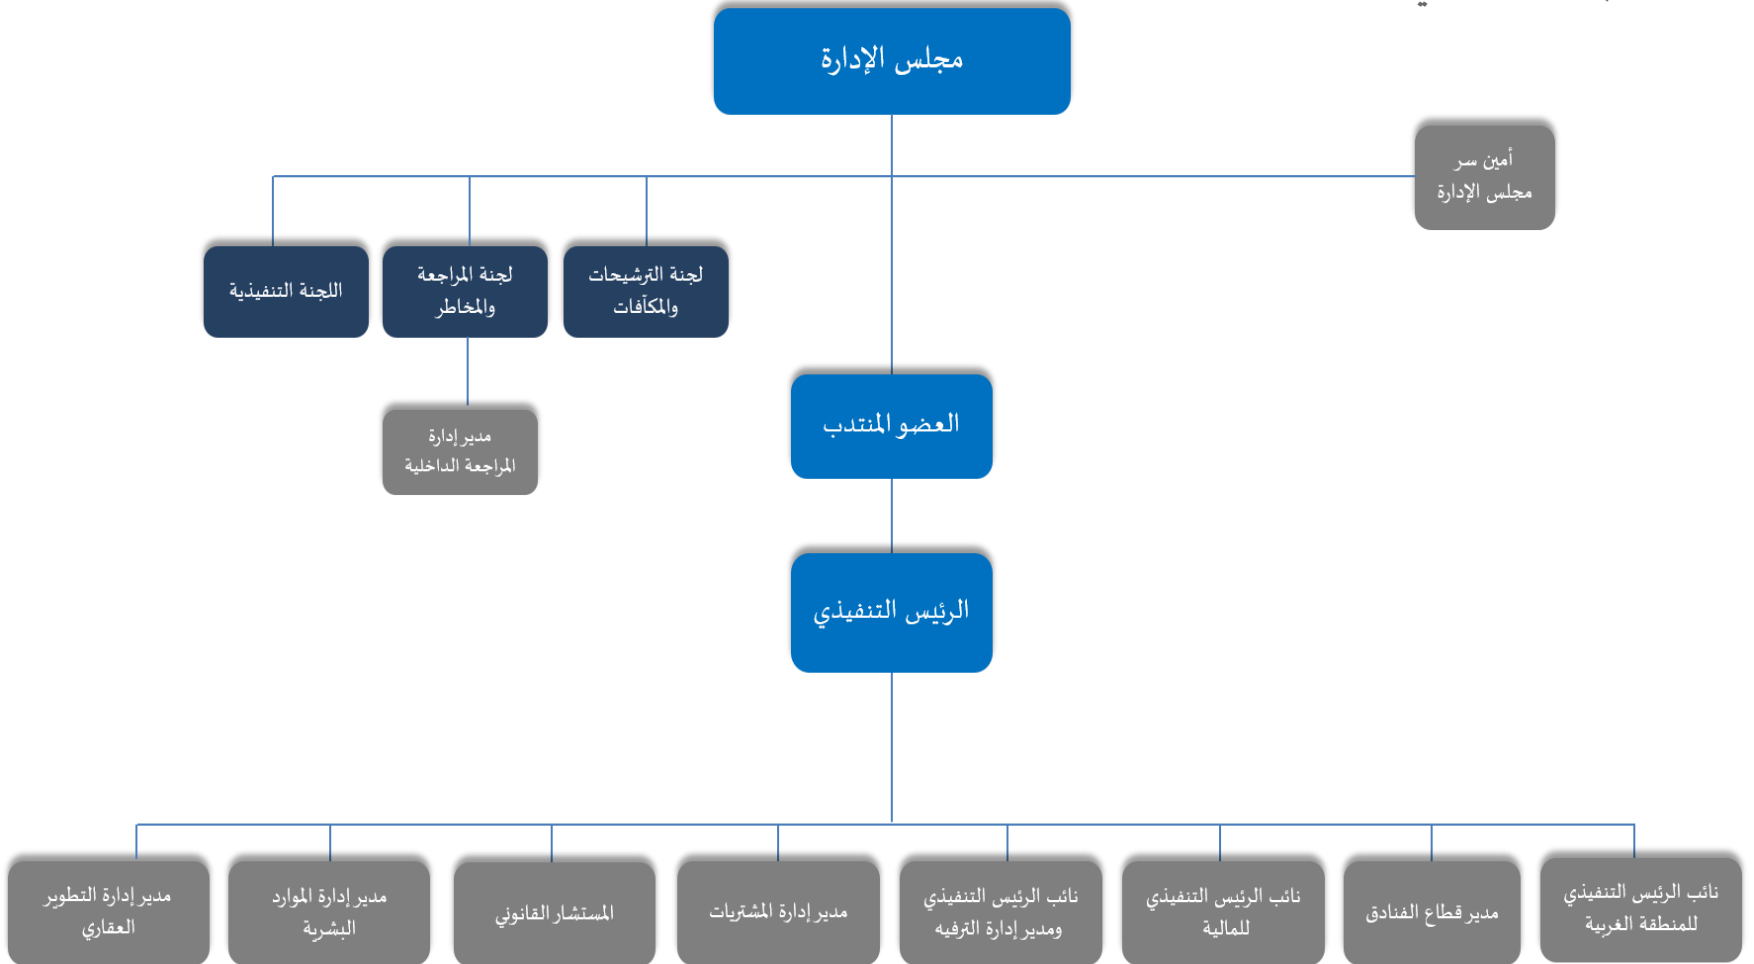 مجلس الإدارة
أمين سر
مجلس الإدارة
لجنة الترشيحات
والمكآفات
لجنة المراجعة
والمخاطر
اللجنة التنفيذية
العضو المنتدب
مدير إدارة
المراجعة الداخلية
الرئيس التنفيذي
نائب الرئيس التنفيذي
للمنطقة الغربية
مدير قطاع الفنادق
نائب الرئيس التنفيذي
للمالية
نائب الرئيس التنفيذي
ومدير إدارة الترفيه
مدير إدارة المشتريات
المستشار القانوني
مدير إدارة الموارد
البشرية
مدير إدارة التطوير
العقاري